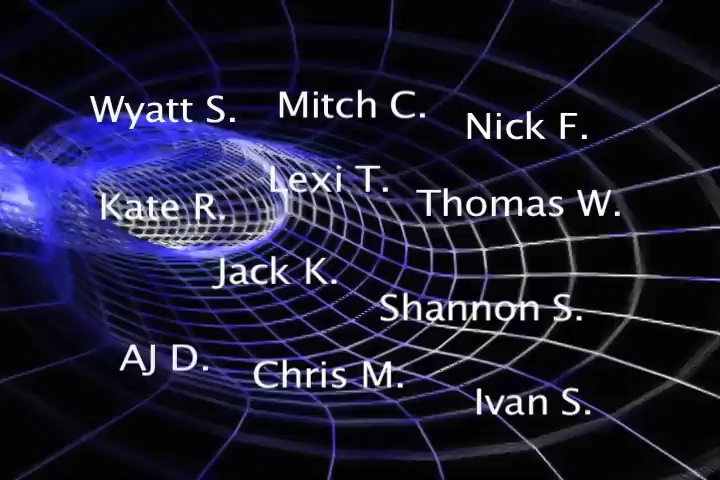 Wyatt S.
Mitch C.
Nick F.
Lexi T.
Kate R.
Thomas W.
Jack K.
Shannon S.
AJ D.
Chris M.
Ivan S.